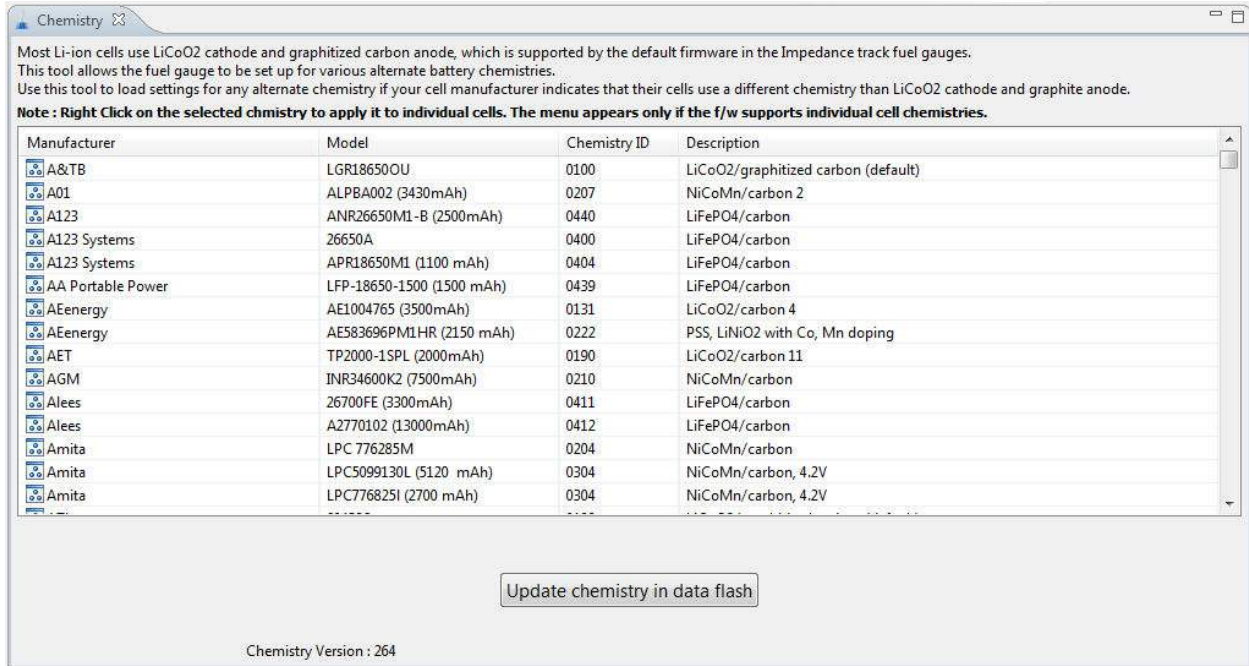 Chemistry
Most Li-ion cells use LiCoO2 cathode and graphitized carbon anode, which is supported by the default firmware in the Impedance track fuel gauges.
This tool allows the fuel gauge to be set up for various alternate battery chemistries.
Use this tool to load settings for any alternate chemistry if your cell manufacturer indicates that their cells use a different chemistry than LiCoO2 cathode and graphite anode.
Note : Right Click on the selected chmistry to apply it to individual cells. The menu appears only if the f/w supports individual cell chemistries.
Manufacturer Model Chemistry ID Description
A&TB LGR18650OU 0100 LiCoO2/graphitized carbon (default)
A01 ALPBA002 (3430mAh) 0207 NiCoMn/carbon 2
A123 ANR26650M1-B (2500mAh) 0440 LiFePO4/carbon
A123 Systems 26650A 0400 LiFePO4/carbon
A123 Systems APR18650M1 (1100 mAh) 0404 LiFePO4/carbon
AA Portable Power LFP-18650-1500 (1500 mAh) 0439 LiFePO4/carbon
AEenergy AE1004765 (3500mAh) 0131 LiCoO2/carbon 4
AEenergy AE583696PM1HR (2150 mAh) 0222 PSS, LiNiO2 with Co, Mn doping
AET TP2000-1SPL (2000mAh) 0190 LiCoO2/carbon 11
AGM INR34600K2 (7500mAh) 0210 NiCoMn/carbon
Alees 26700FE (3300mAh) 0411 LiFePO4/carbon
Alees A2770102 (13000mAh) 0412 LiFePO4/carbon
Amita LPC 776285M 0204 NiCoMn/carbon
Amita LPC5099130L (5120 mAh) 0304 NiCoMn/carbon, 4.2V
Amita LPC776825I (2700 mAh) 0304 NiCoMn/carbon, 4.2V
Update chemistry in data flash
Chemistry Version : 264